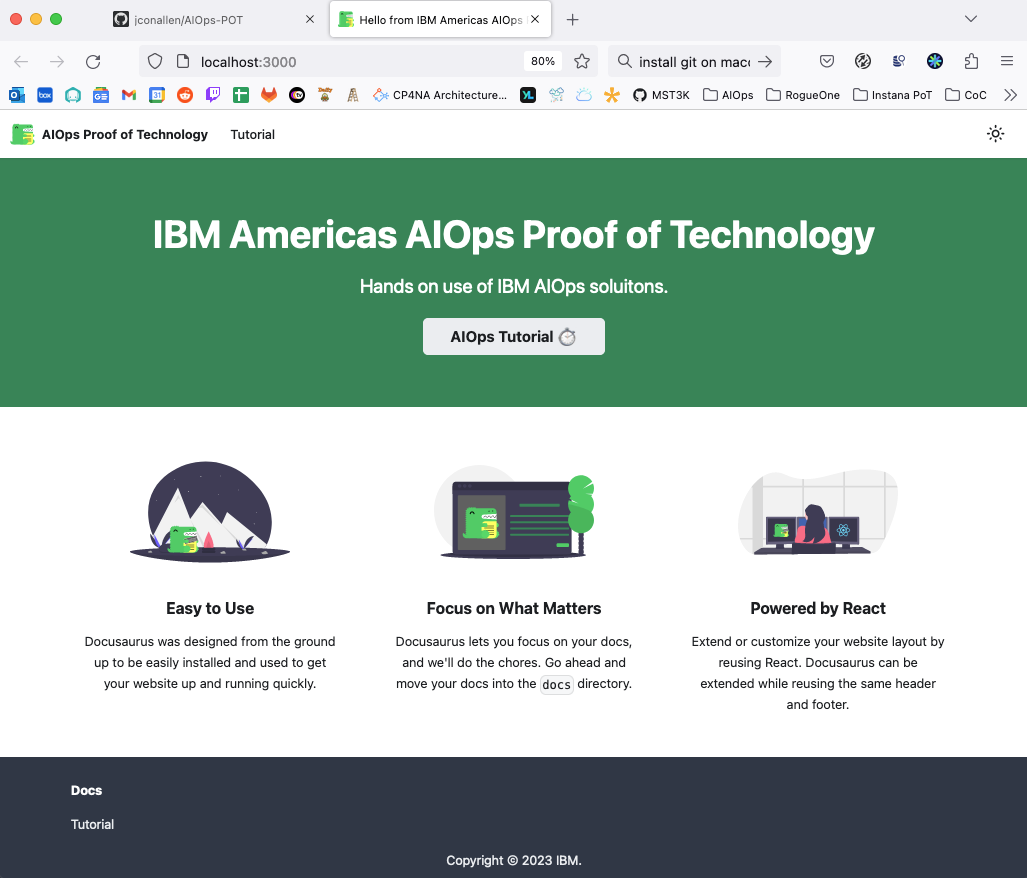 jconallen/AIOps-POT
Hello from IBM Americas AIOps
localhost:3000
80%
install git on mac
31
CP4NA Architecture...
MST3K
AIOps
RogueOne
Instana PoT
CoC
AIOps Proof of Technology
Tutorial
IBM Americas AIOps Proof of Technology
Hands on use of IBM AIOps soluitons.
AIOps Tutorial ⏱️
Easy to Use
Docusaurus was designed from the ground
up to be easily installed and used to get
your website up and running quickly.
Focus on What Matters
Docusaurus lets you focus on your docs,
and we'll do the chores. Go ahead and
move your docs into the docs directory.
Powered by React
Extend or customize your website layout by
reusing React. Docusaurus can be
extended while reusing the same header
and footer.
Docs
Tutorial
Copyright © 2023 IBM.